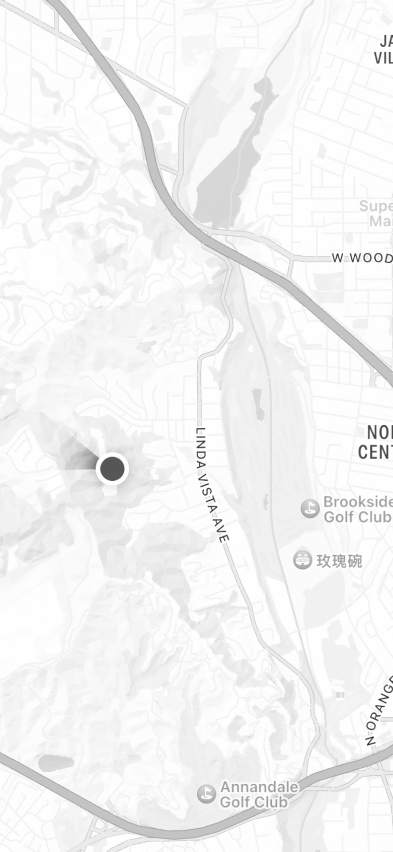 JA
VIL
Supe
Ma
W WOOD
NO
CENT
LINDA VISTA AVE
Brookside
Golf Club
玫瑰碗
N ORANG
Annandale
Golf Club